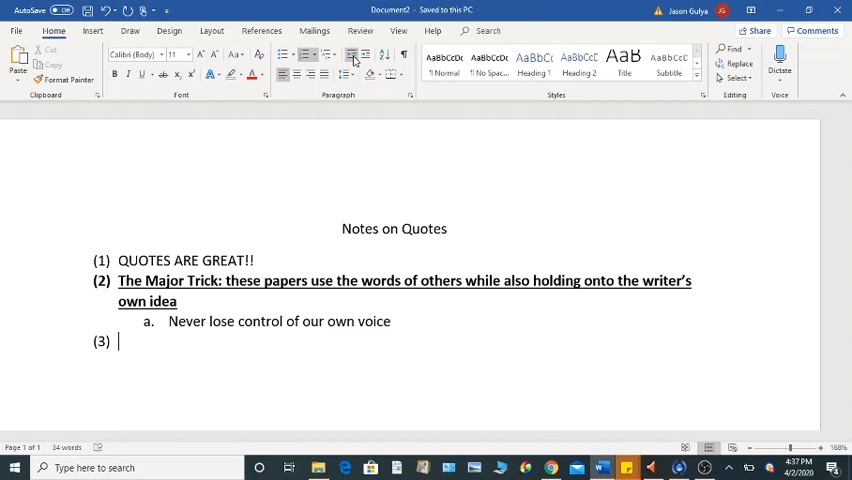 AutoSave Off Document2 - Saved to this PC Jason Gulya JG
File Home Insert Draw Design Layout References Mailings Review View Help Search Share Comments
Cut
Copy
Format Painter
Paste
Calibri (Body) 11
AaBbCcDc AaBbCcDc AaBbCc AaBbCcD AaB AaBbCcD
¶ Normal ¶ No Spac... Heading 1 Heading 2 Title Subtitle
Find
Replace
Select
Dictate
Clipboard Font Paragraph Styles Editing Voice
Notes on Quotes
(1) QUOTES ARE GREAT!!
(2) The Major Trick: these papers use the words of others while also holding onto the writer's
own idea
a. Never lose control of our own voice
(3)
Page 1 of 1 34 words 168%
Type here to search
4:37 PM
4/2/2020